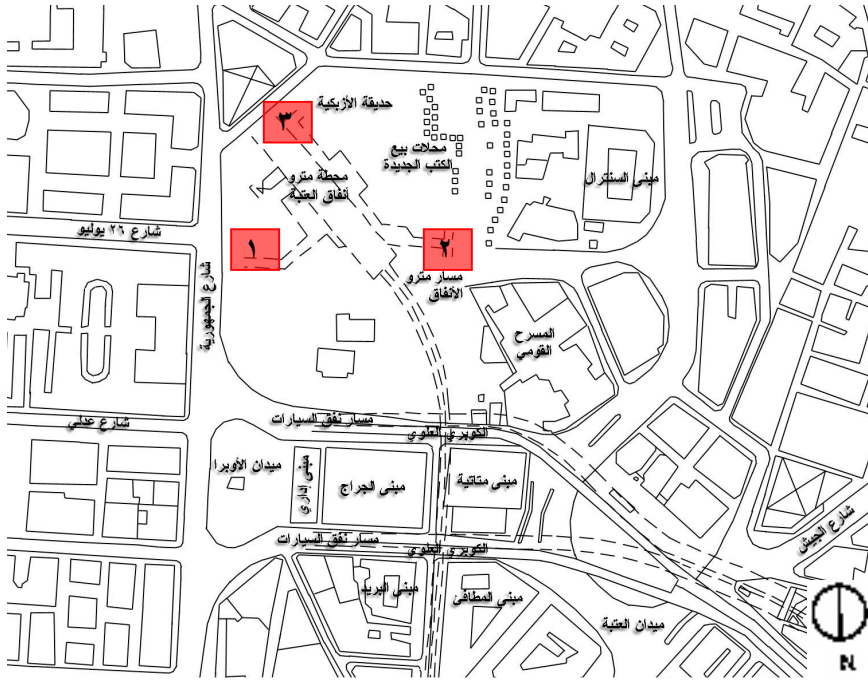 حديقة الأزبكية
٣
محلات بيع
الكتب الجديدة
محطة مترو
أنفاق العتبة
مبنى السنترال
شارع ٢٦ يوليو
١
٢
مسار مترو
الأنفاق
شارع الجمهورية
المسرح
القومي
شارع عدلي
مسار نفق السيارات
الكوبري العلوي
ميدان الأوبرا
مبنى إداري
مبنى الجراج
مبنى متاتية
شارع الجيش
مسار نفق السيارات
الكوبري العلوي
مبنى البريد
مبنى المطافئ
ميدان العتبة
N